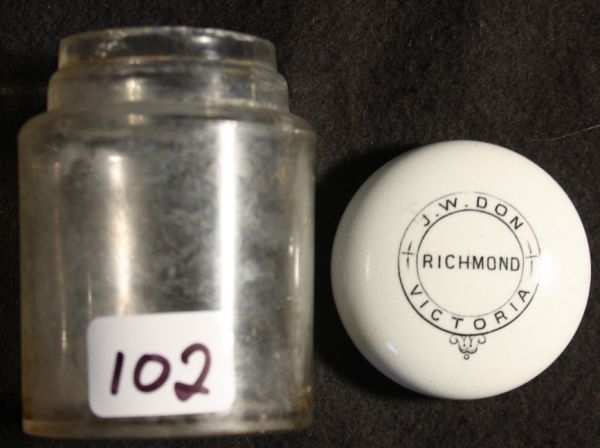 102
J.W. DON
RICHMOND
VICTORIA